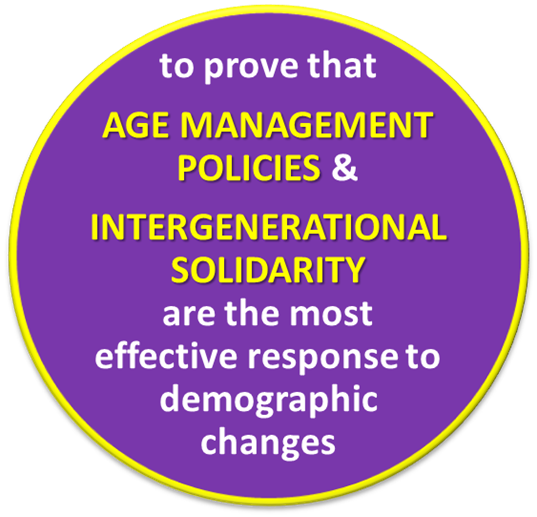 to prove that
AGE MANAGEMENT
POLICIES &
INTERGENERATIONAL
SOLIDARITY
are the most
effective response to
demographic
changes